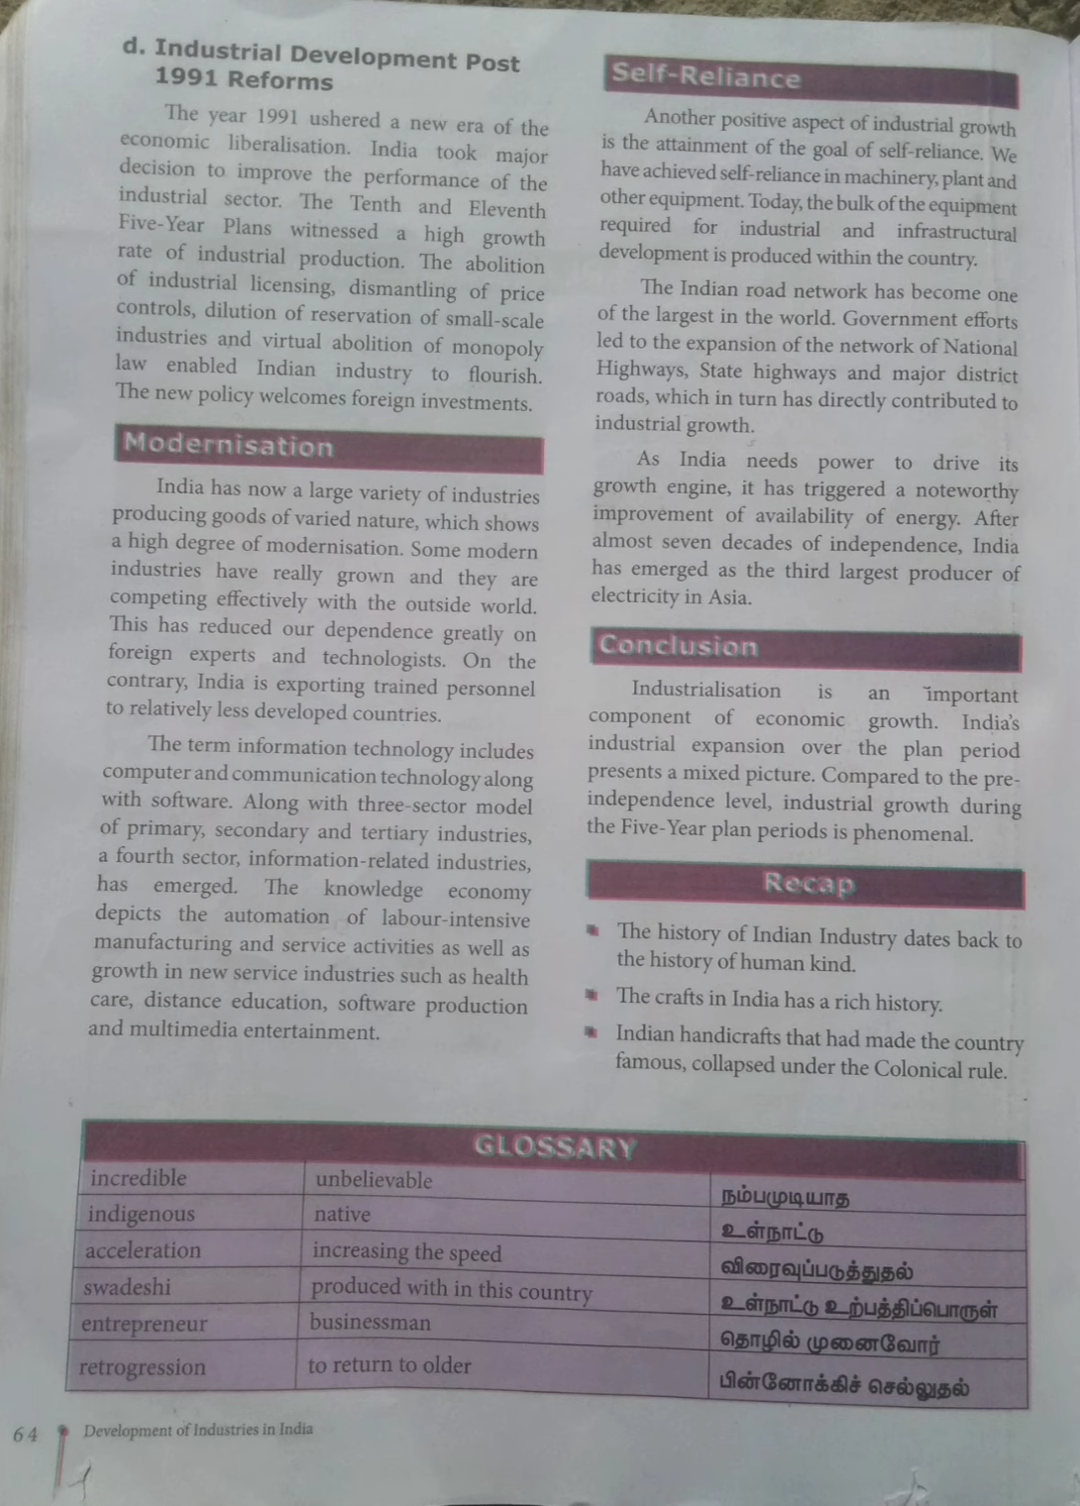 d. Industrial Development Post
1991 Reforms
The year 1991 ushered a new era of the
economic liberalisation. India took major
decision to improve the performance of the
industrial sector. The Tenth and Eleventh
Five-Year Plans witnessed a high growth
rate of industrial production. The abolition
of industrial licensing, dismantling of price
controls, dilution of reservation of small-scale
industries and virtual abolition of monopoly
law enabled Indian industry to flourish.
The new policy welcomes foreign investments.
Modernisation
India has now a large variety of industries
producing goods of varied nature, which shows
a high degree of modernisation. Some modern
industries have really grown and they are
competing effectively with the outside world.
This has reduced our dependence greatly on
foreign experts and technologists. On the
contrary, India is exporting trained personnel
to relatively less developed countries.
The term information technology includes
computer and communication technology along
with software. Along with three-sector model
of primary, secondary and tertiary industries,
a fourth sector, information-related industries,
has emerged. The knowledge economy
depicts the automation of labour-intensive
manufacturing and service activities as well as
growth in new service industries such as health
care, distance education, software production
and multimedia entertainment.
Self-Reliance
Another positive aspect of industrial growth
is the attainment of the goal of self-reliance. We
have achieved self-reliance in machinery, plant and
other equipment. Today, the bulk of the equipment
required for industrial and infrastructural
development is produced within the country.
The Indian road network has become one
of the largest in the world. Government efforts
led to the expansion of the network of National
Highways, State highways and major district
roads, which in turn has directly contributed to
industrial growth.
As India needs power to drive its
growth engine, it has triggered a noteworthy
improvement of availability of energy. After
almost seven decades of independence, India
has emerged as the third largest producer of
electricity in Asia.
Conclusion
Industrialisation is an important
component of economic growth. India's
industrial expansion over the plan period
presents a mixed picture. Compared to the pre-
independence level, industrial growth during
the Five-Year plan periods is phenomenal.
Recap
The history of Indian Industry dates back to
the history of human kind.
The crafts in India has a rich history.
Indian handicrafts that had made the country
famous, collapsed under the Colonical rule.
GLOSSARY
incredible unbelievable நம்பமுடியாத
indigenous native உள்நாட்டு
acceleration increasing the speed விரைவுப்படுத்துதல்
swadeshi produced with in this country உள்நாட்டு உற்பத்திப்பொருள்
entrepreneur businessman தொழில் முனைவோர்
retrogression to return to older பின்னோக்கிச் செல்லுதல்
64 Development of Industries in India